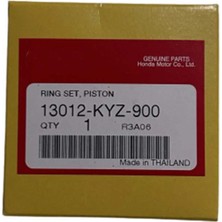 GENUINE PARTS
Honda Motor Co., Ltd.
RING SET, PISTON
13012-KYZ-900
QTY 1 R3A06
Made in THAILAND